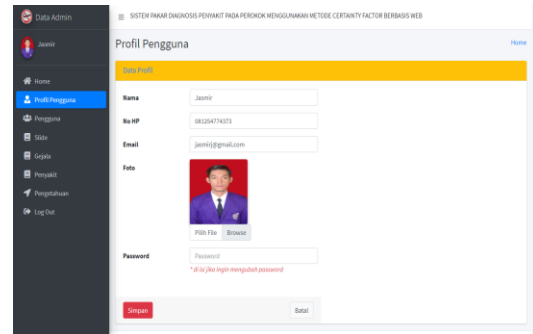 Data Admin
SISTEM PAKAR DIAGNOSIS PENYAKIT PADA PEROKOK MENGGUNAKAN METODE CERTAINTY FACTOR BERBASIS WEB
Jasmir
Profil Pengguna
Home
Home
Profil Pengguna
Pengguna
Slide
Gejala
Penyakit
Pengetahuan
Log Out
Data Profil
Nama
Jasmir
No HP
081264774373
Email
jasmirj@gmail.com
Foto
Pilih File
Browse
Password
Password
* di isi jika ingin mengubah password
Simpan
Batal